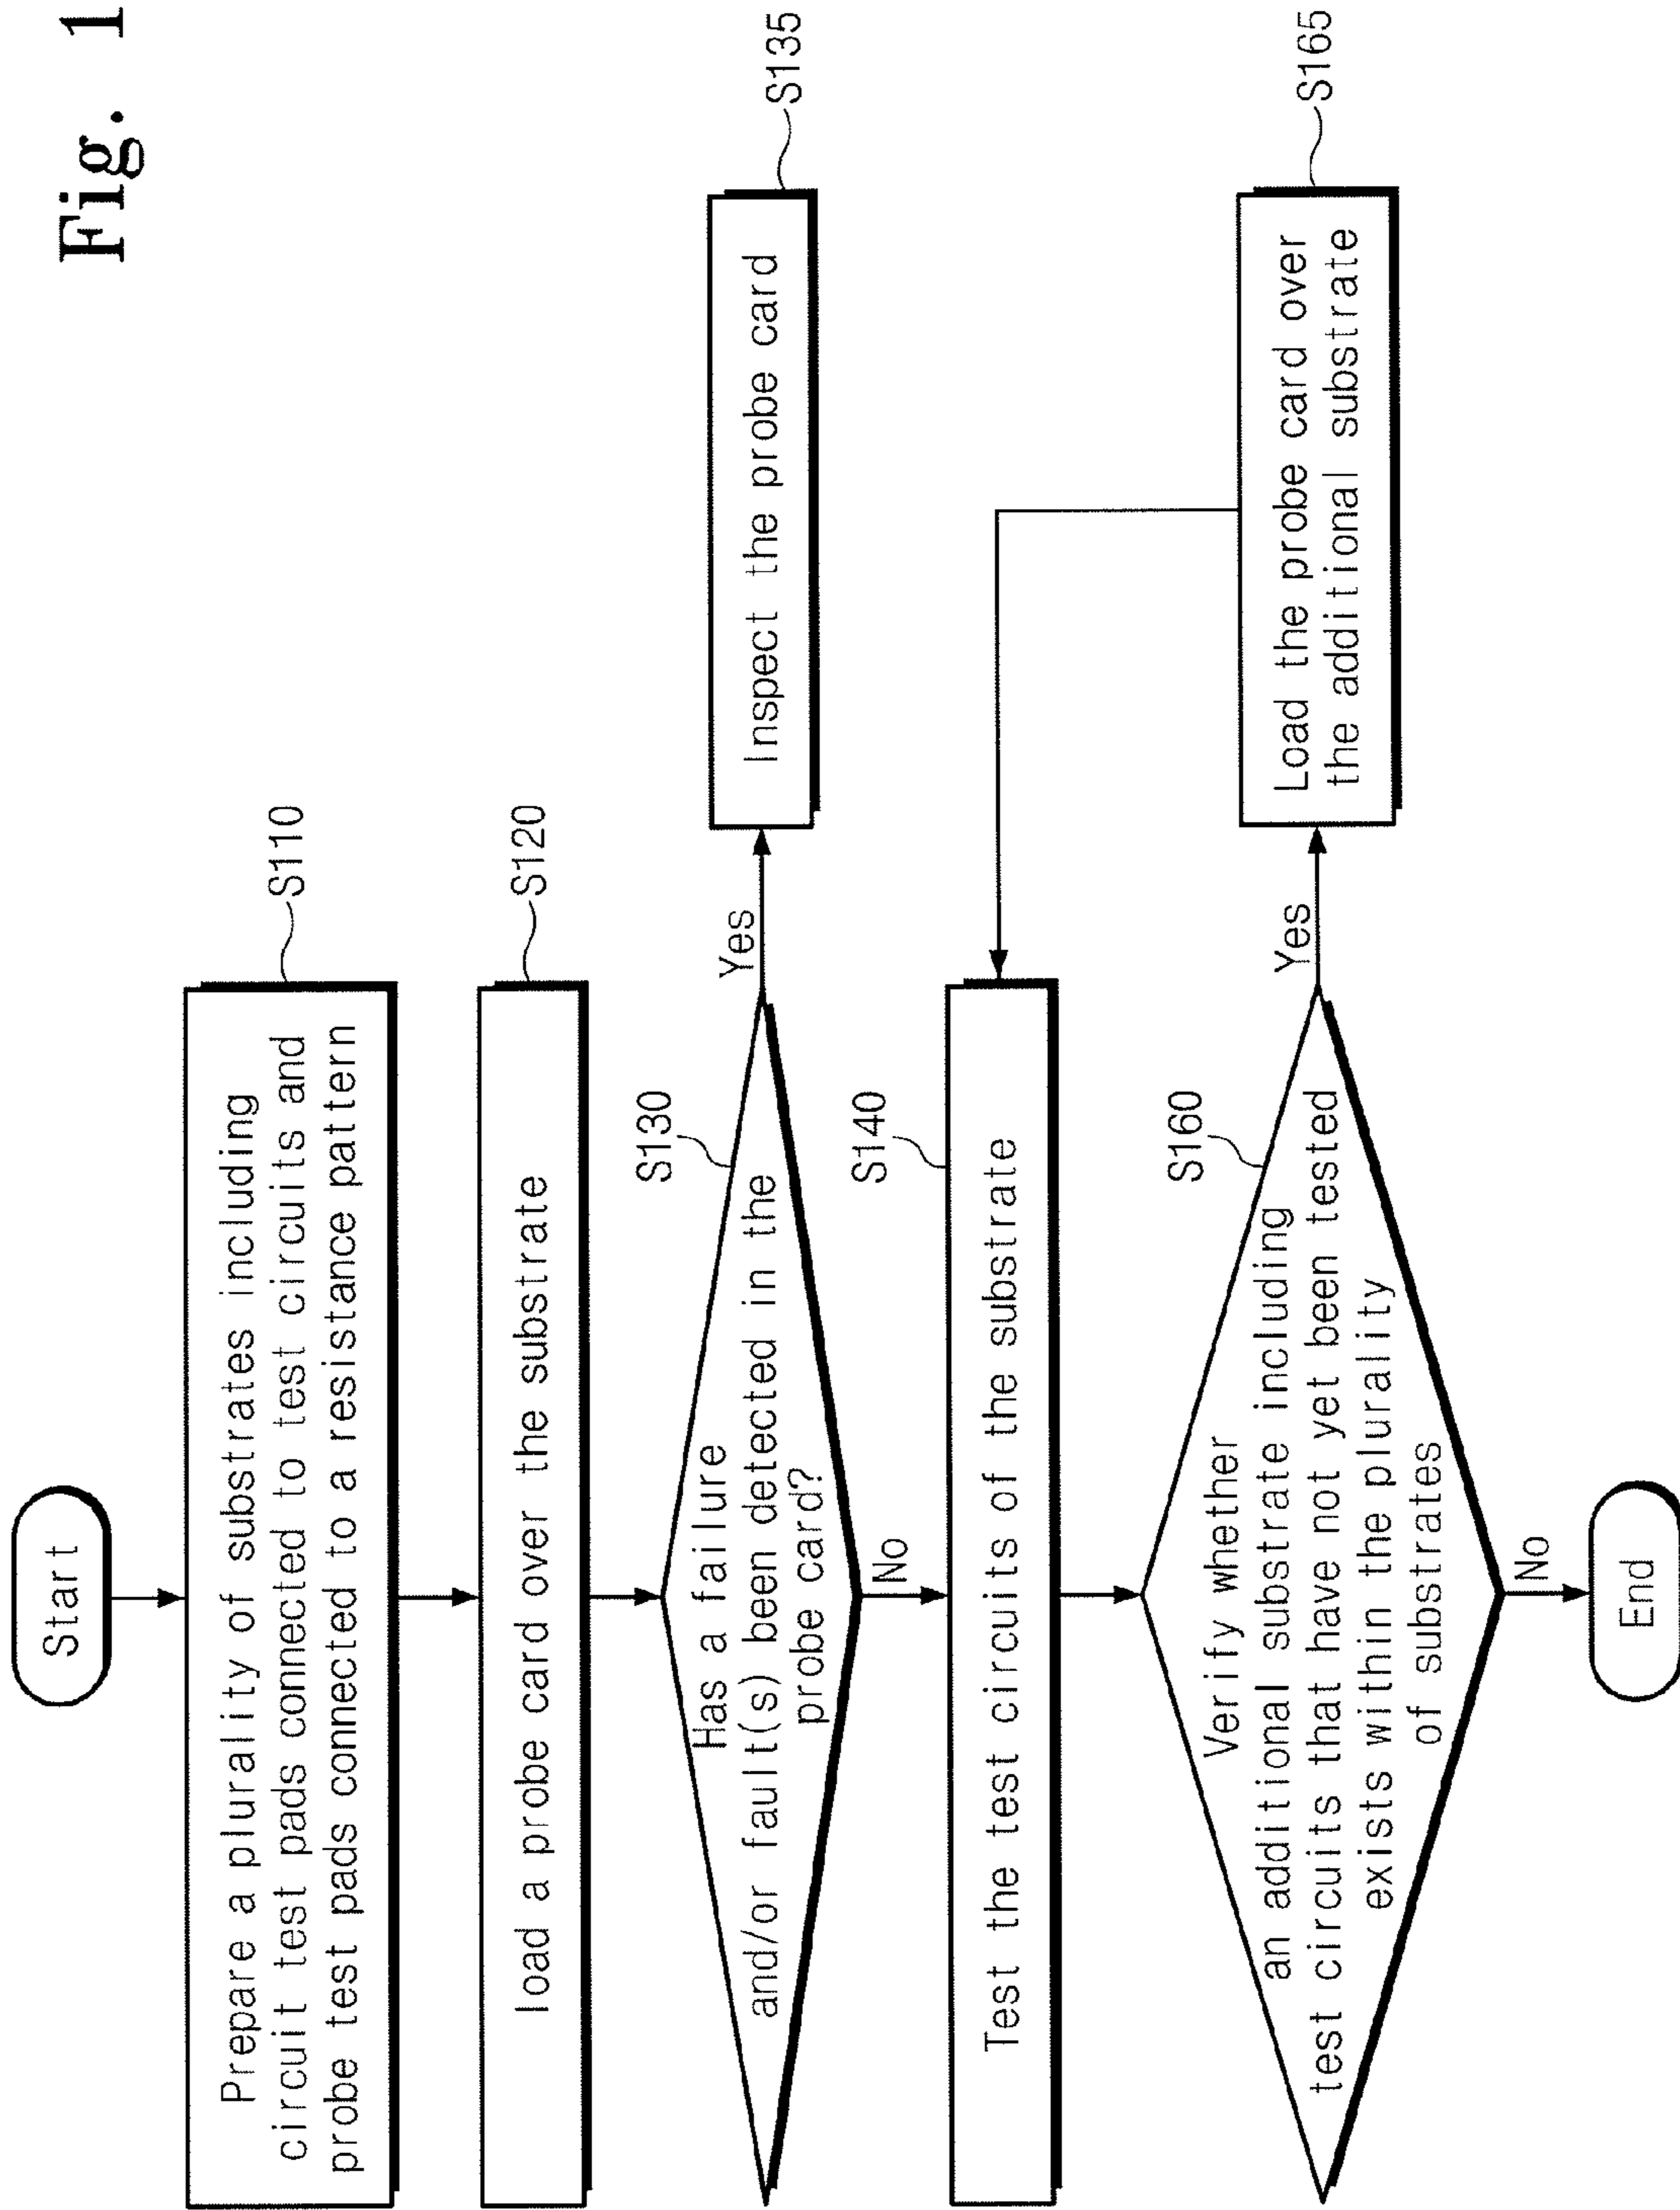 Fig. 1
Start
Prepare a plurality of substrates including
circuit test pads connected to test circuits and
probe test pads connected to a resistance pattern
S110
load a probe card over the substrate
S120
Has a failure
and/or fault(s) been detected in the
probe card?
S130
Yes
Inspect the probe card
S135
No
Test the test circuits of the substrate
S140
Verify whether
an additional substrate including
test circuits that have not yet been tested
exists within the plurality
of substrates
S160
Yes
Load the probe card over
the additional substrate
S165
No
End